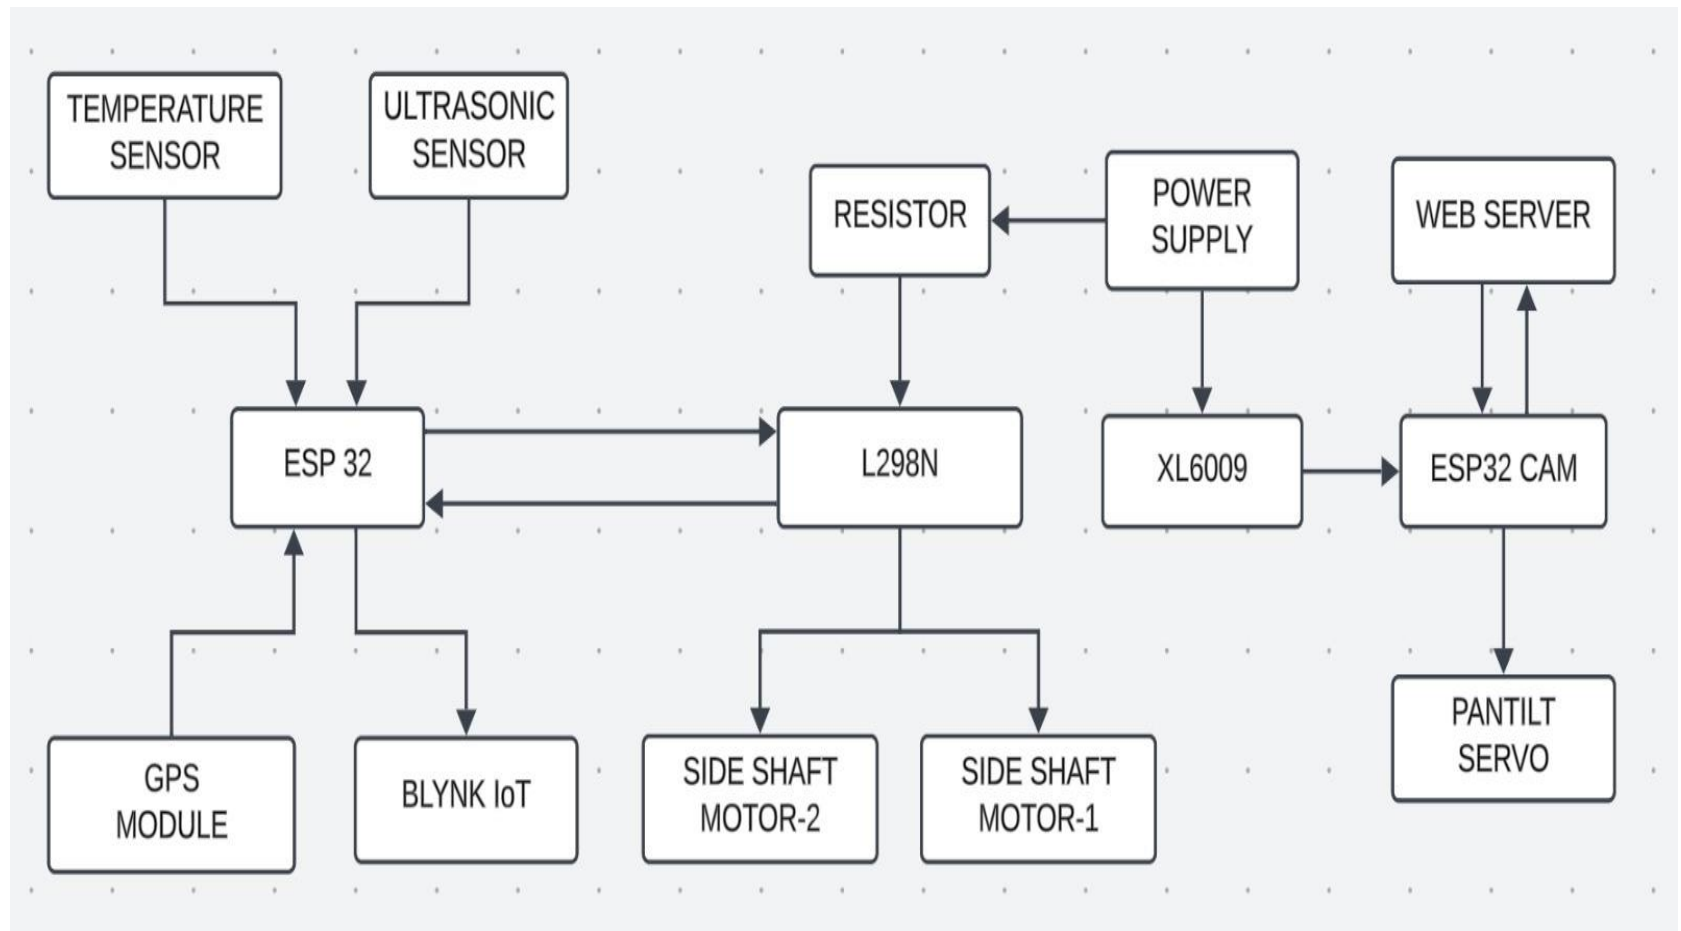 TEMPERATURE
SENSOR
ULTRASONIC
SENSOR
RESISTOR
POWER
SUPPLY
WEB SERVER
ESP 32
L298N
XL6009
ESP32 CAM
GPS
MODULE
BLYNK IoT
SIDE SHAFT
MOTOR-2
SIDE SHAFT
MOTOR-1
PANTILT
SERVO